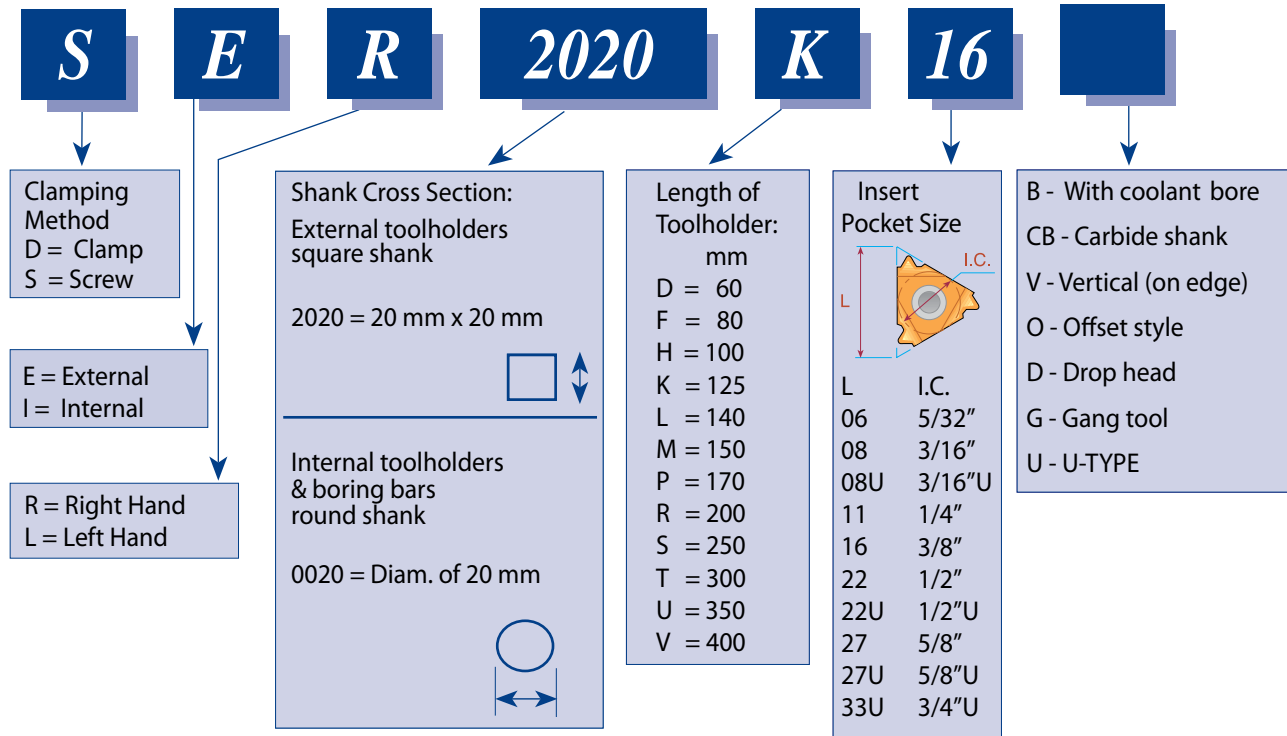 S E R 2020 K 16
Clamping
Method
D = Clamp
S = Screw
E = External
I = Internal
R = Right Hand
L = Left Hand
Shank Cross Section:
External toolholders
square shank
2020 = 20 mm x 20 mm
Internal toolholders
& boring bars
round shank
0020 = Diam. of 20 mm
Length of
Toolholder:
mm
D = 60
F = 80
H = 100
K = 125
L = 140
M = 150
P = 170
R = 200
S = 250
T = 300
U = 350
V = 400
Insert
Pocket Size
I.C.
L
L I.C.
06 5/32”
08 3/16”
08U 3/16”U
11 1/4”
16 3/8”
22 1/2”
22U 1/2”U
27 5/8”
27U 5/8”U
33U 3/4”U
B - With coolant bore
CB - Carbide shank
V - Vertical (on edge)
O - Offset style
D - Drop head
G - Gang tool
U - U-TYPE